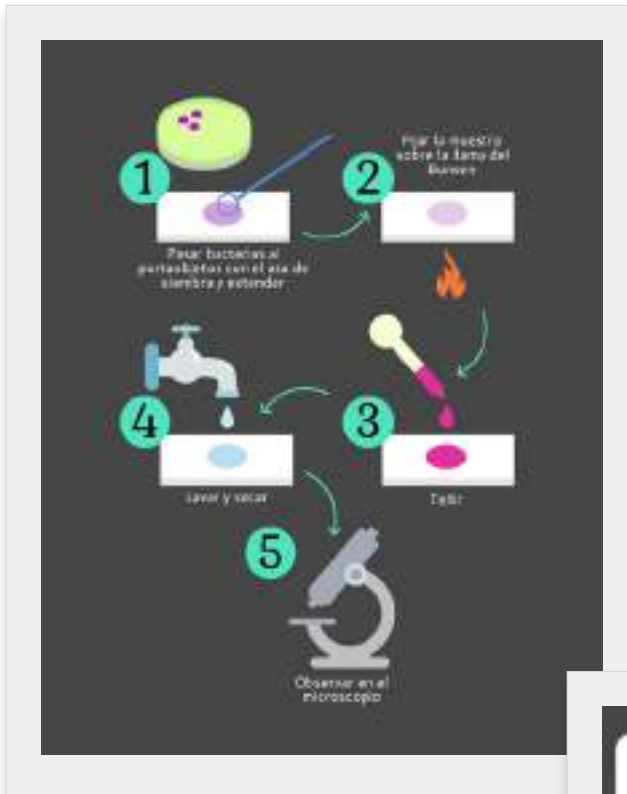 1
Pasar bacterias al
portaobjetos con el asa de
siembra y extender
2
Fijar la muestra
sobre la llama del
Bunsen
3
Teñir
4
Lavar y secar
5
Observar en el
microscopio